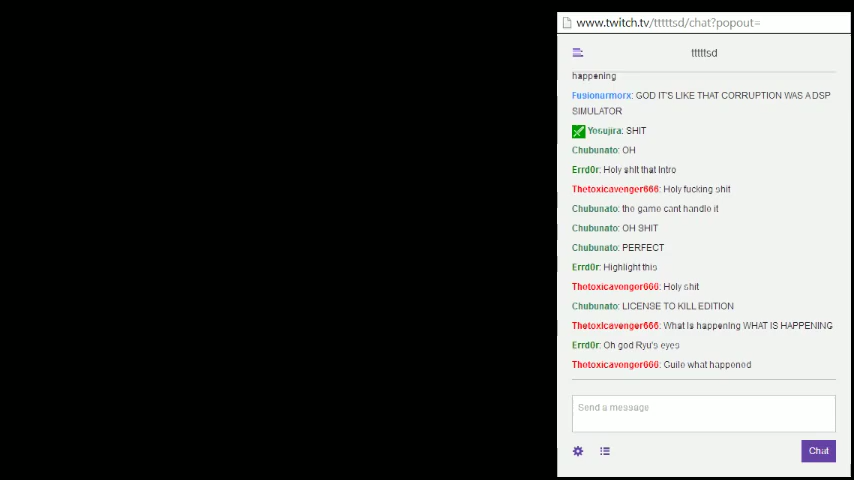 www.twitch.tv/tttttsd/chat?popout=
tttttsd
happening
Fusionarmorx: GOD IT'S LIKE THAT CORRUPTION WAS A DSP
SIMULATOR
Yosujira: SHIT
Chubunato: OH
Errd0r: Holy shIt that Intro
Thetoxicavenger666: Holy fucking shit
Chubunato: the game cant handle it
Chubunato: OH SHIT
Chubunato: PERFECT
Errd0r: Highlight this
Thetoxicavenger666: Holy shit
Chubunato: LICENSE TO KILL EDITION
Thetoxicavenger666: What is happening WHAT IS HAPPENING
Errd0r: Oh god Ryu's eyes
Thetoxicavenger666: Guile what happened
Send a message
Chat